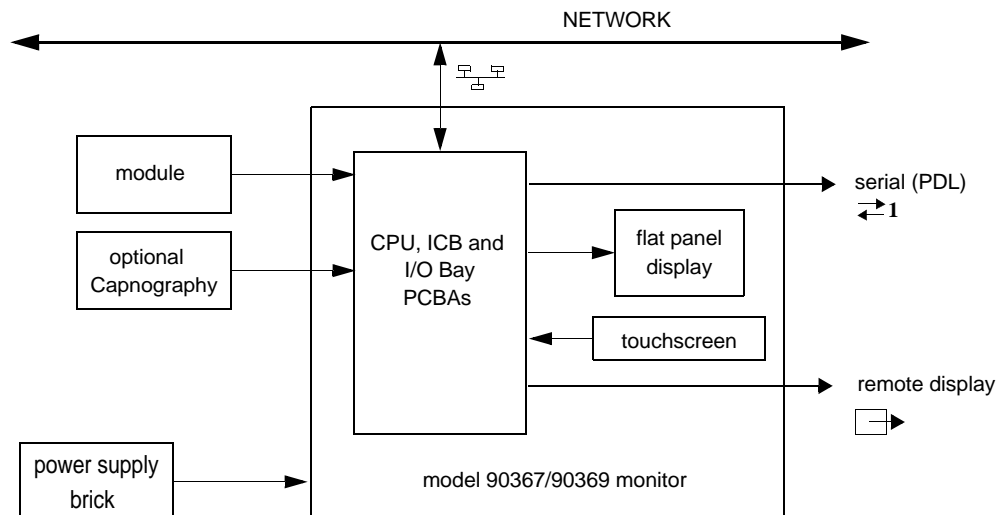 NETWORK
module
optional
Capnography
CPU, ICB and
I/O Bay
PCBAs
flat panel
display
touchscreen
serial (PDL)
1
remote display
power supply
brick
model 90367/90369 monitor